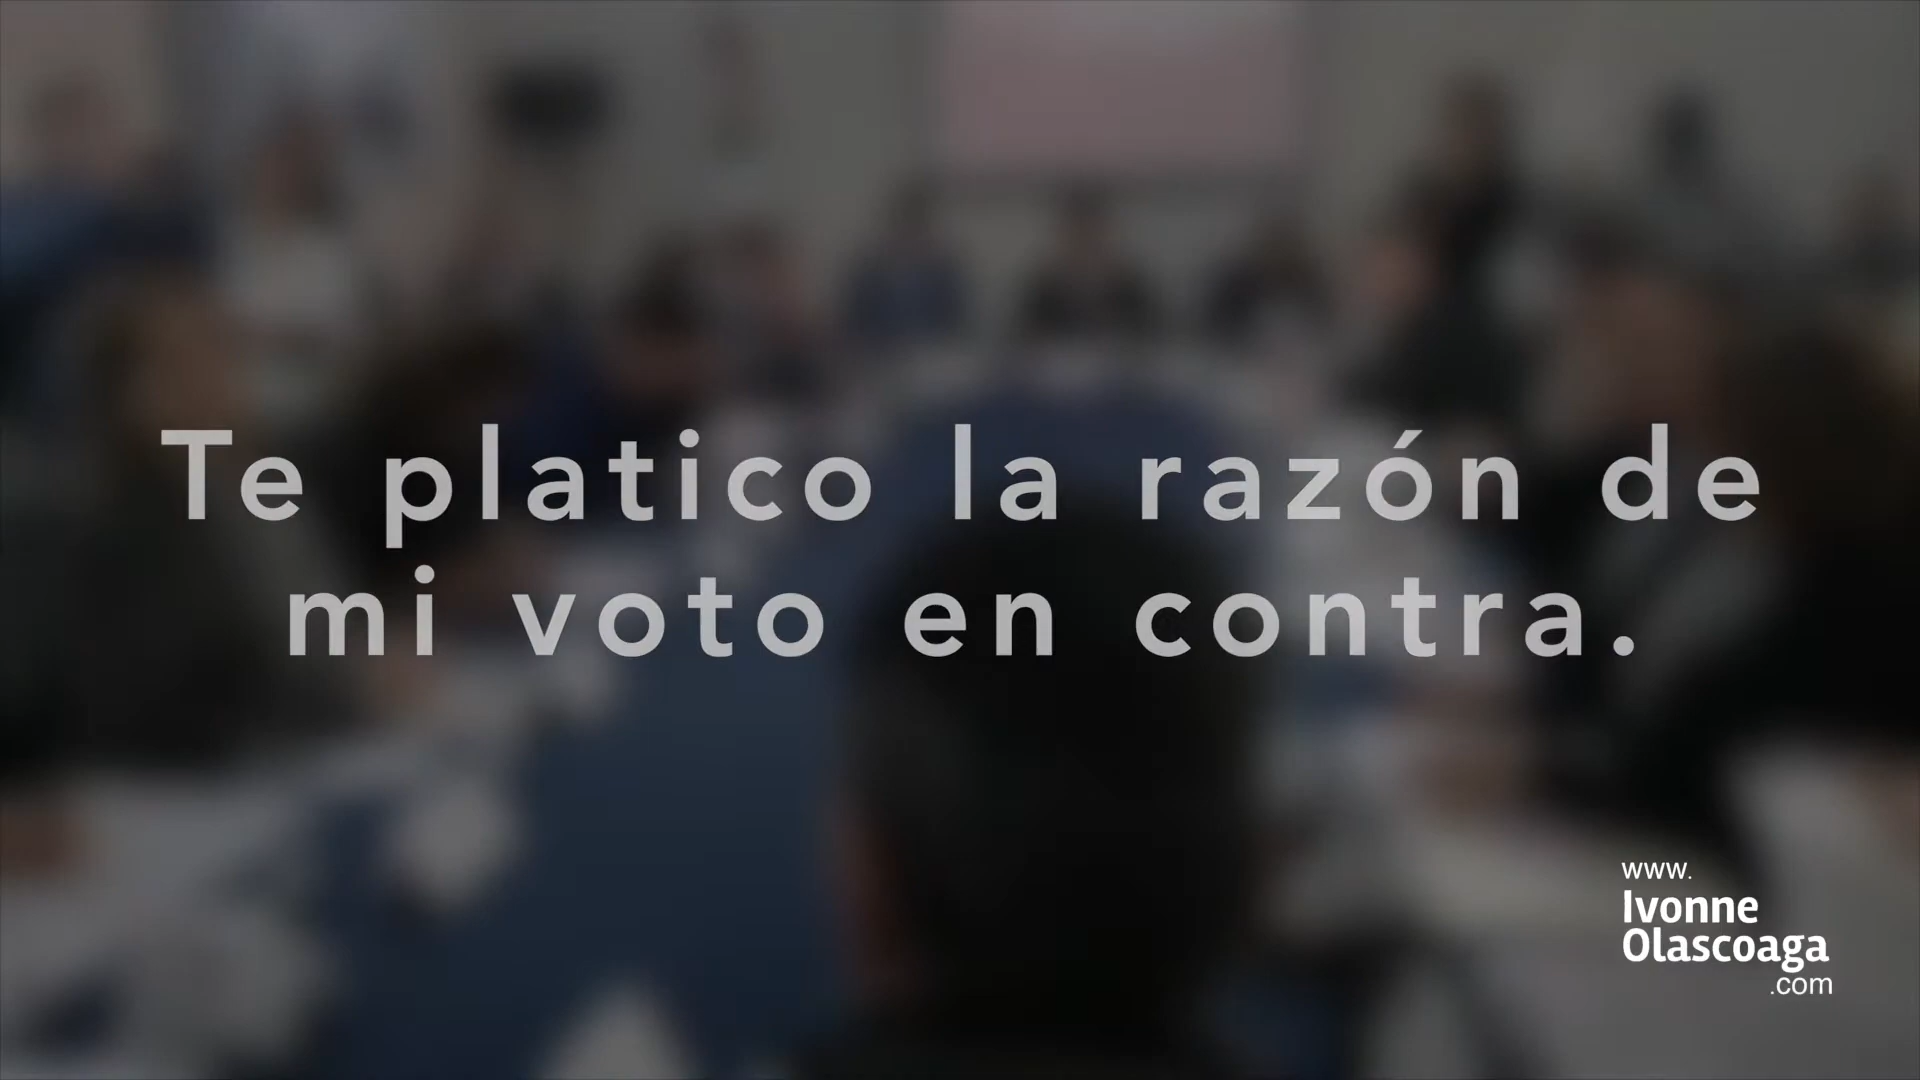 Te platico la razón de
mi voto en contra.
www.
Ivonne
Olascoaga
.com